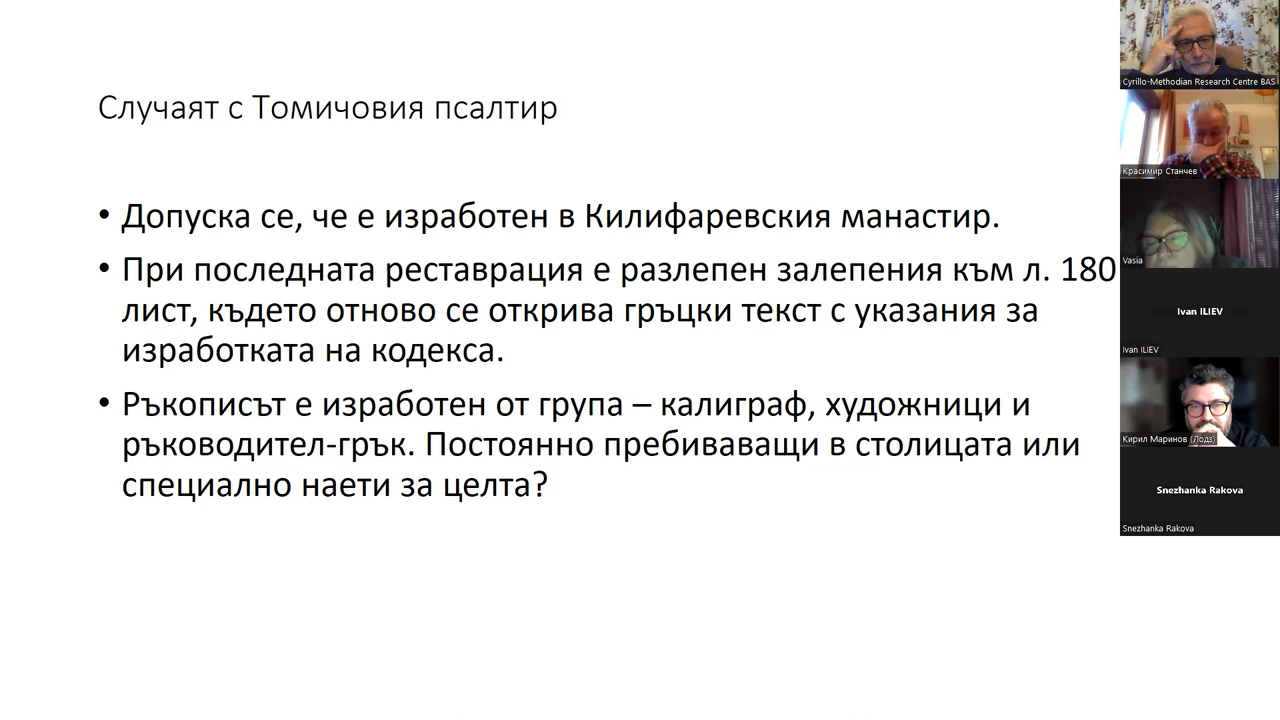 Случаят с Томичовия псалтир
• Допуска се, че е изработен в Килифаревския манастир.
• При последната реставрация е разлепен залепения към л. 180
лист, където отново се открива гръцки текст с указания за
изработката на кодекса.
• Ръкописът е изработен от група – калиграф, художници и
ръководител-грък. Постоянно пребиваващи в столицата или
специално наети за целта?
Cyrillo-Methodian Research Centre BAS
Красимир Станчев
Vasia
Ivan ILIEV
Ivan ILIEV
Кирил Маринов (Лодз)
Snezhanka Rakova
Snezhanka Rakova